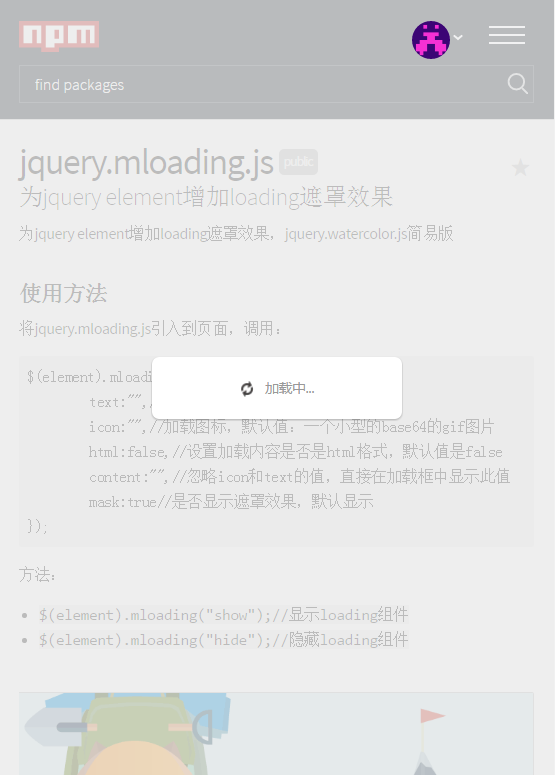 npm
find packages
jquery.mloading.js public
为jquery element增加loading遮罩效果
为jquery element增加loading遮罩效果，jquery.watercolor.js简易版
使用方法
将jquery.mloading.js引入到页面，调用：
$(element).mloadi
加载中...
text:"",/
icon:"",//加载图标，默认值：一个小型的base64的gif图片
html:false,//设置加载内容是否是html格式，默认值是false
content:"",//忽略icon和text的值，直接在加载框中显示此值
mask:true//是否显示遮罩效果，默认显示
});
方法：
$(element).mloading("show");//显示loading组件
$(element).mloading("hide");//隐藏loading组件